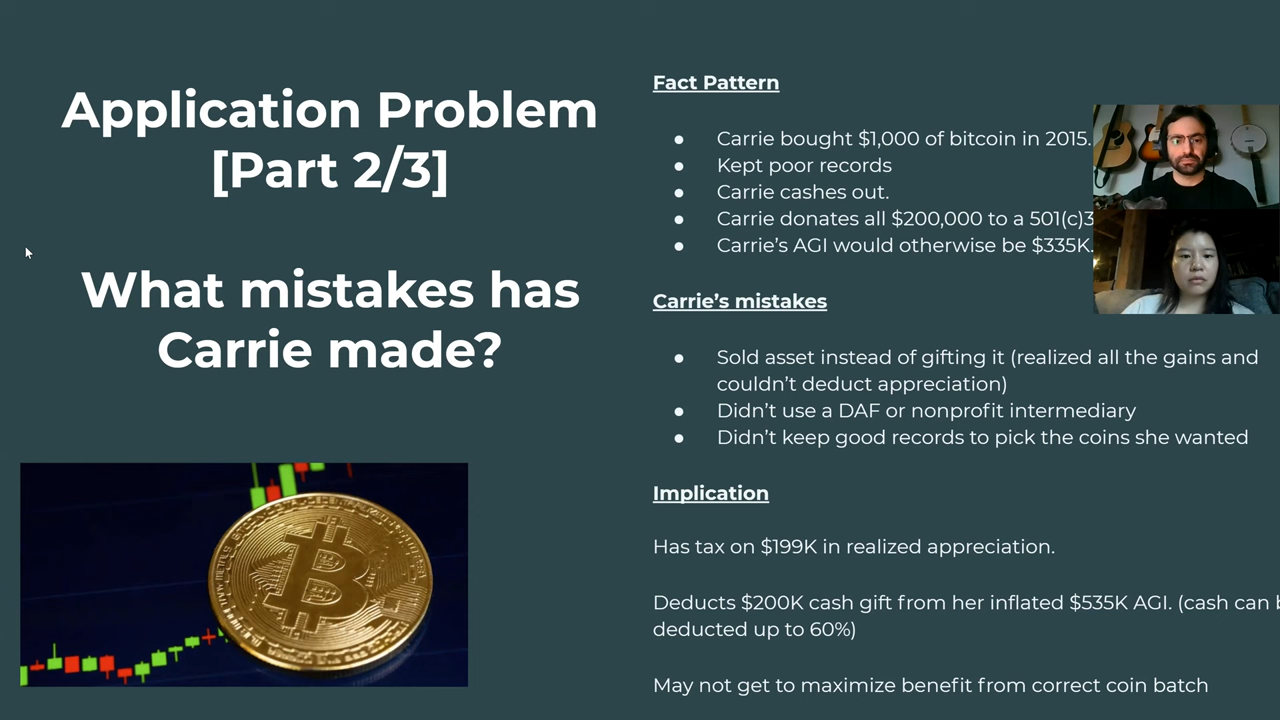 Application Problem
[Part 2/3]
What mistakes has
Carrie made?
Fact Pattern
● Carrie bought $1,000 of bitcoin in 2015.
● Kept poor records
● Carrie cashes out.
● Carrie donates all $200,000 to a 501(c)3
● Carrie’s AGI would otherwise be $335K.
Carrie’s mistakes
● Sold asset instead of gifting it (realized all the gains and
couldn’t deduct appreciation)
● Didn’t use a DAF or nonprofit intermediary
● Didn’t keep good records to pick the coins she wanted
Implication
Has tax on $199K in realized appreciation.
Deducts $200K cash gift from her inflated $535K AGI. (cash can
deducted up to 60%)
May not get to maximize benefit from correct coin batch